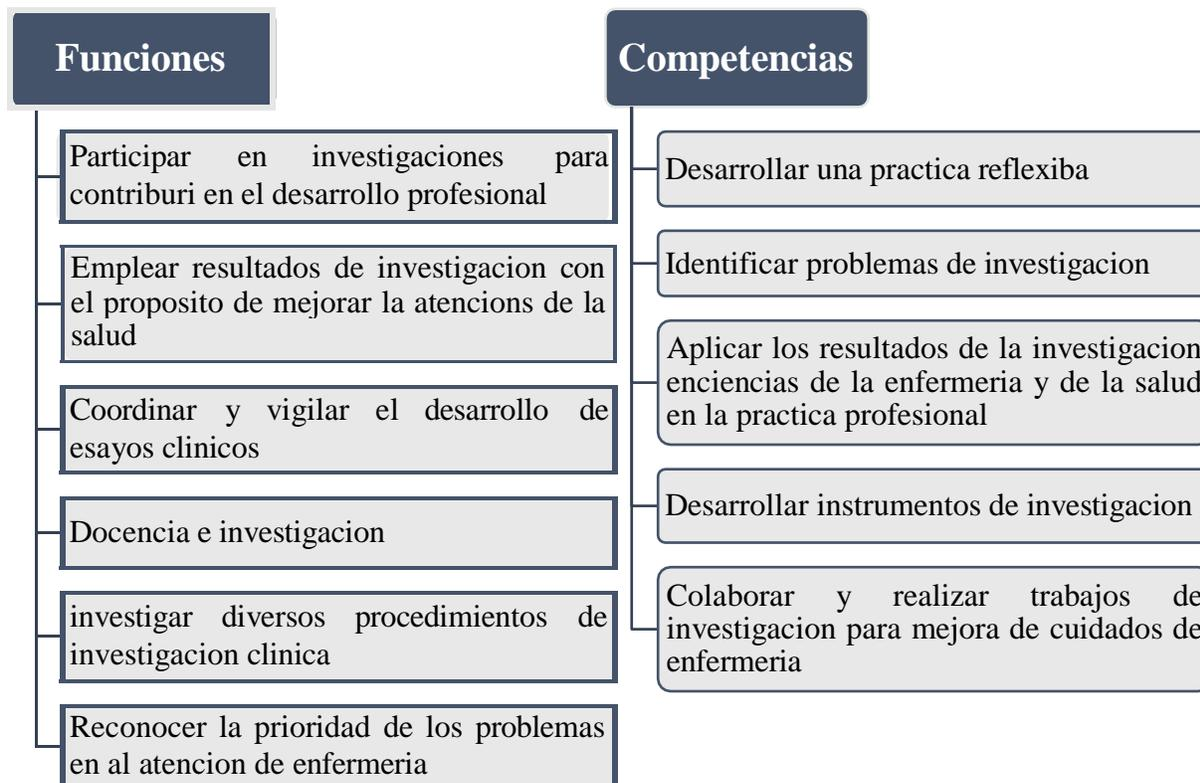 Funciones
Participar en investigaciones para
contriburi en el desarrollo profesional
Emplear resultados de investigacion con
el proposito de mejorar la atencions de la
salud
Coordinar y vigilar el desarrollo de
esayos clinicos
Docencia e investigacion
investigar diversos procedimientos de
investigacion clinica
Reconocer la prioridad de los problemas
en al atencion de enfermeria
Competencias
Desarrollar una practica reflexiba
Identificar problemas de investigacion
Aplicar los resultados de la investigacion
enciencias de la enfermeria y de la salud
en la practica profesional
Desarrollar instrumentos de investigacion
Colaborar y realizar trabajos de
investigacion para mejora de cuidados de
enfermeria